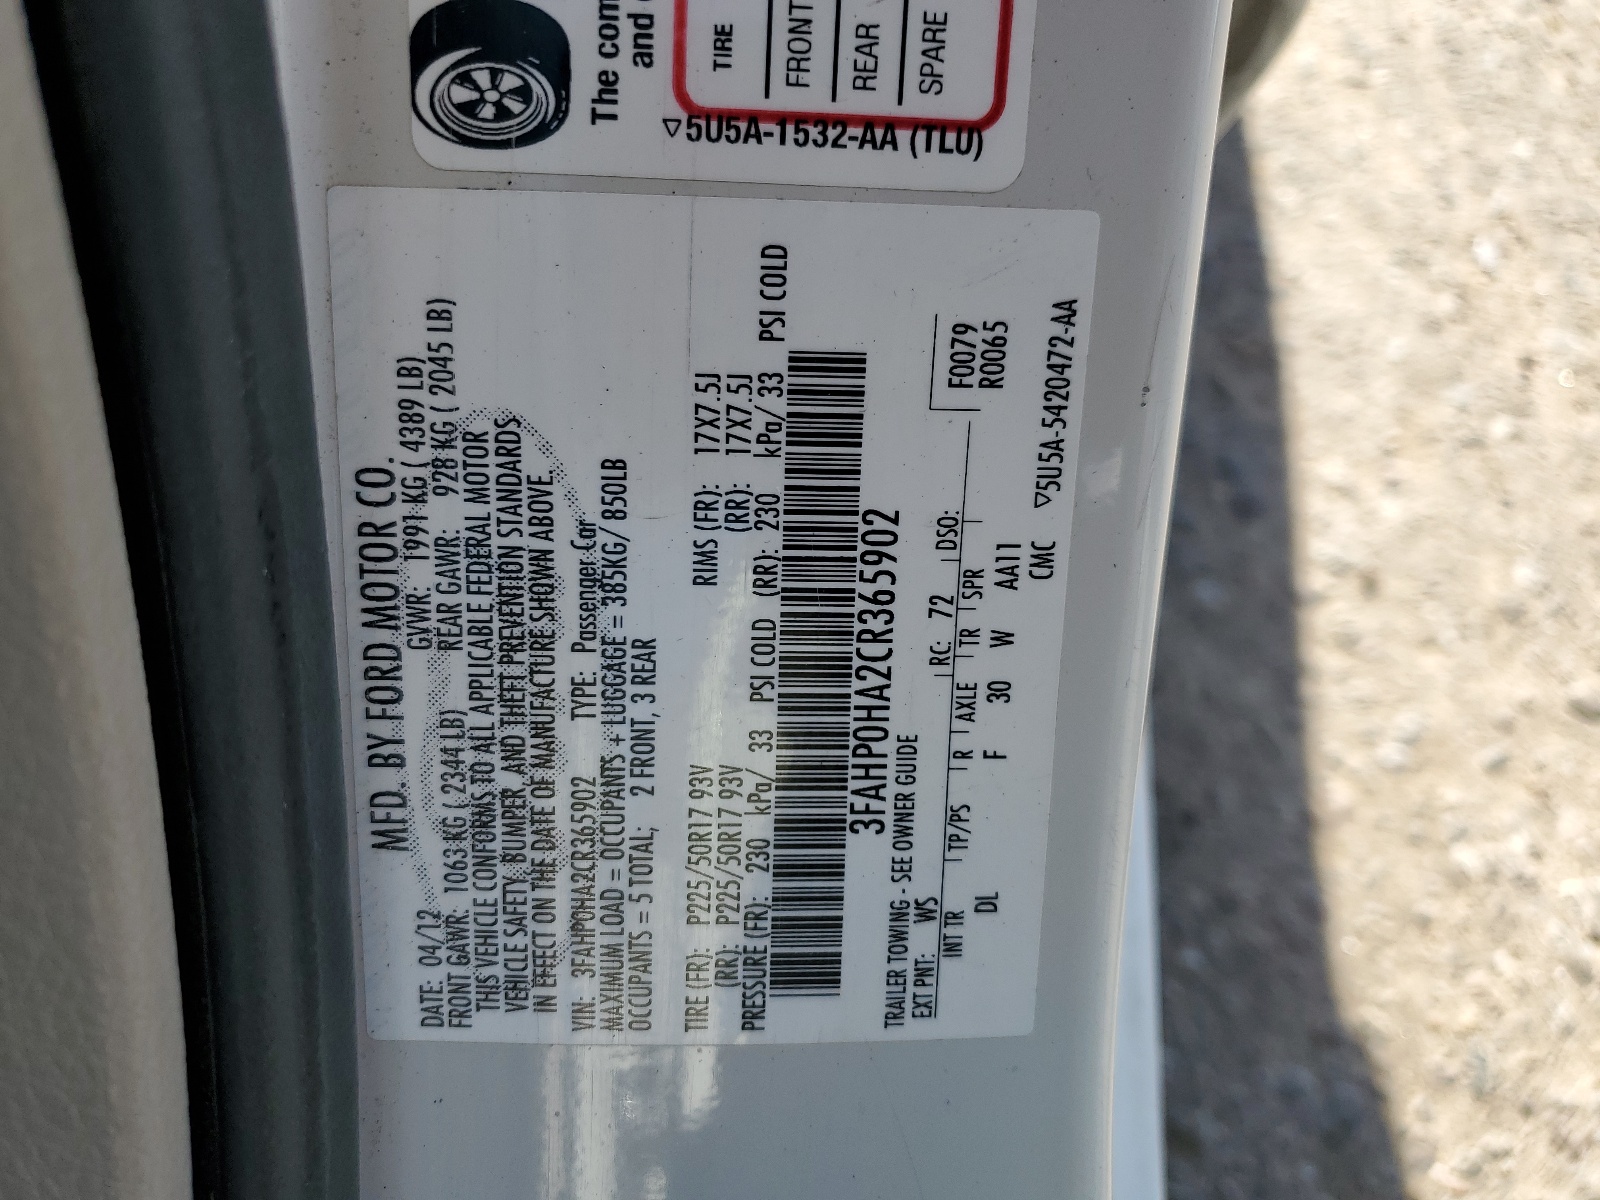 MFD. BY FORD MOTOR CO.
DATE: 04/12 GVWR: 1991 KG ( 4389 LB)
FRONT GAWR: 1063 KG ( 2344 LB) REAR GAWR: 928 KG ( 2045 LB)
THIS VEHICLE CONFORMS TO ALL APPLICABLE FEDERAL MOTOR
VEHICLE SAFETY, BUMPER, AND THEFT PREVENTION STANDARDS
IN EFFECT ON THE DATE OF MANUFACTURE SHOWN ABOVE.
VIN: 3FAHP0HA2CR365902 TYPE: Passenger Car
MAXIMUM LOAD = OCCUPANTS + LUGGAGE = 385KG/ 850LB
OCCUPANTS = 5 TOTAL; 2 FRONT, 3 REAR
TIRE (FR): P225/50R17 93V RIMS (FR): 17X7.5J
(RR): P225/50R17 93V (RR): 17X7.5J
PRESSURE (FR): 230 kPa/ 33 PSI COLD (RR): 230 kPa/ 33 PSI COLD
3FAHP0HA2CR365902
TRAILER TOWING - SEE OWNER GUIDE
EXT PNT: WS RC: 72 DSO: F0079
R0065
INT TR TP/PS R AXLE TR SPR
DL F 30 W AA11
CMC ▽5U5A-5420472-AA
The com
and
TIRE
FRONT
REAR
SPARE
▽5U5A-1532-AA (TLU)